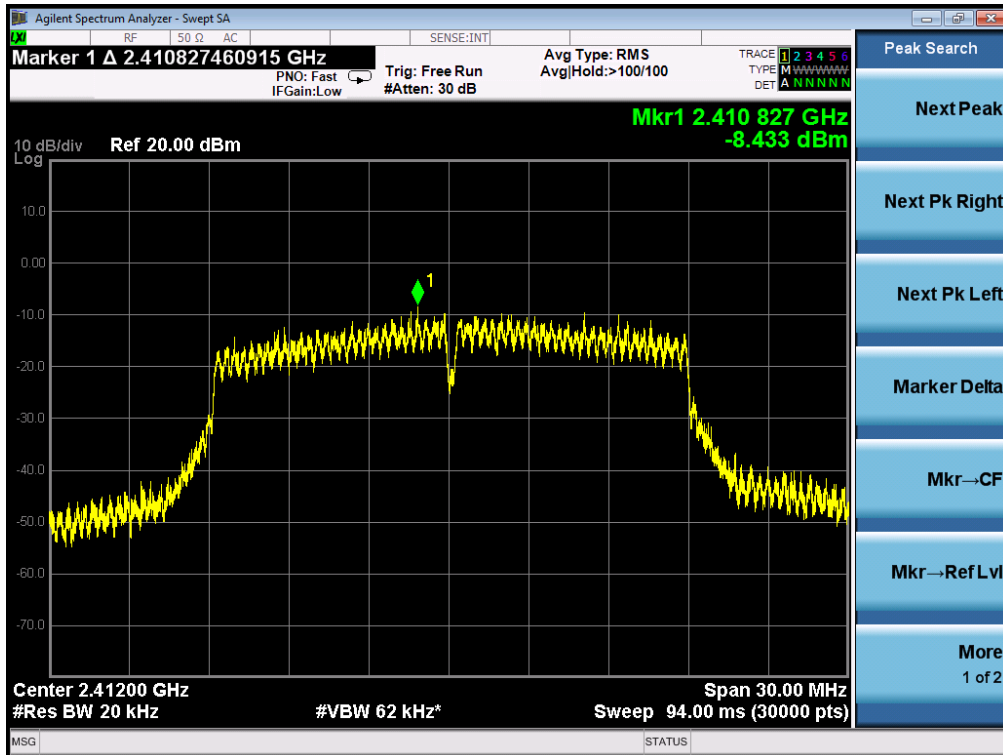 Agilent Spectrum Analyzer - Swept SA
LXI RF 50 Ω AC SENSE:INT
Marker 1 Δ 2.410827460915 GHz
PNO: Fast
IFGain:Low
Trig: Free Run
#Atten: 30 dB
Avg Type: RMS
Avg|Hold:>100/100
TRACE 1 2 3 4 5 6
TYPE M WWWWW
DET A N N N N N
Mkr1 2.410 827 GHz
-8.433 dBm
10 dB/div Ref 20.00 dBm
Log
10.0
0.00
-10.0
-20.0
-30.0
-40.0
-50.0
-60.0
-70.0
1
Center 2.41200 GHz Span 30.00 MHz
#Res BW 20 kHz #VBW 62 kHz* Sweep 94.00 ms (30000 pts)
MSG STATUS
Peak Search
Next Peak
Next Pk Right
Next Pk Left
Marker Delta
Mkr→CF
Mkr→Ref Lvl
More
1 of 2